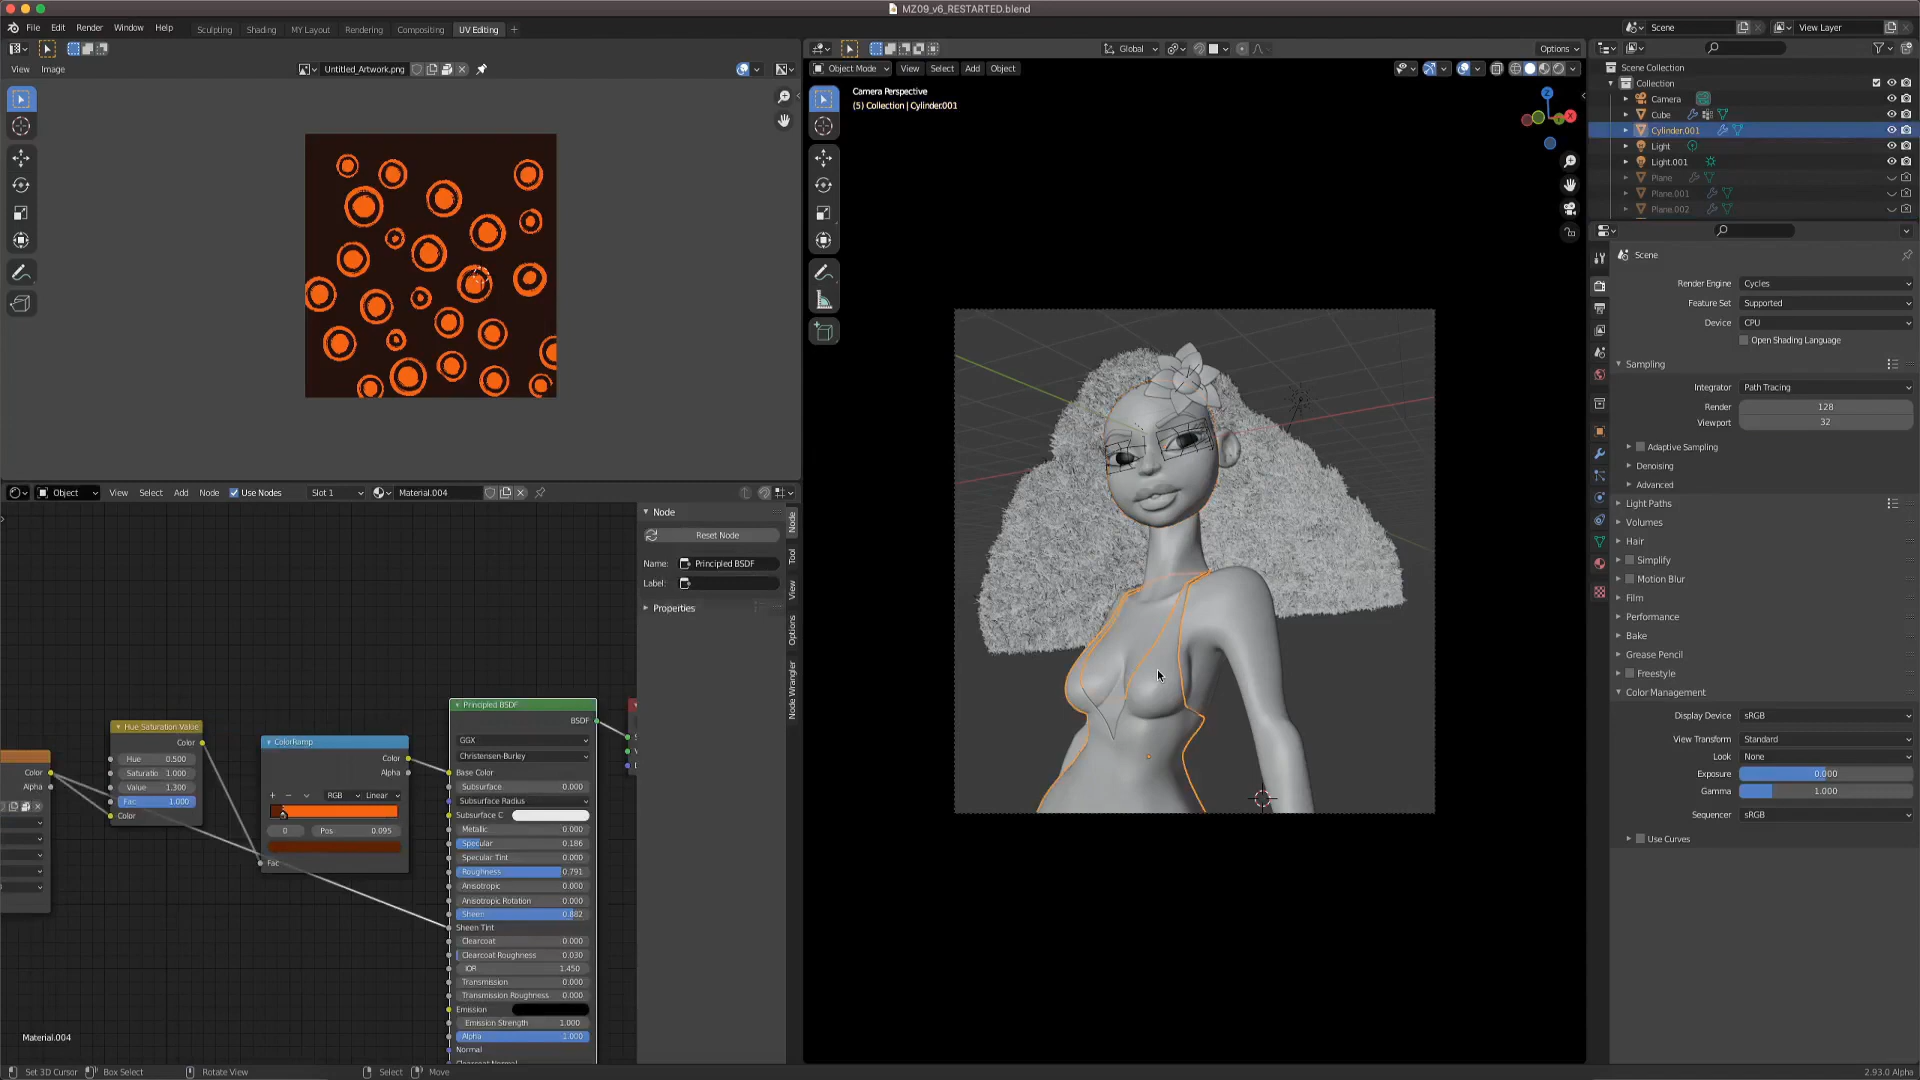 MZ09_v6_RESTARTED.blend
File Edit Render Window Help
Sculpting Shading MY Layout Rendering Compositing UV Editing +
Scene
View Layer
Global
Options
View Image
Untitled_Artwork.png
Object Mode View Select Add Object
Camera Perspective
(5) Collection | Cylinder.001
Z
X
Scene Collection
Collection
Camera
Cube
Cylinder.001
Light
Light.001
Plane
Plane.001
Plane.002
Scene
Render Engine Cycles
Feature Set Supported
Device CPU
Open Shading Language
Sampling
Integrator Path Tracing
Render 128
Viewport 32
Adaptive Sampling
Denoising
Advanced
Light Paths
Volumes
Hair
Simplify
Motion Blur
Film
Performance
Bake
Grease Pencil
Freestyle
Color Management
Display Device sRGB
View Transform Standard
Look None
Exposure 0.000
Gamma 1.000
Sequencer sRGB
Use Curves
Object View Select Add Node Use Nodes Slot 1 Material.004
Node
Reset Node
Name: Principled BSDF
Label:
Properties
Node
Tool
View
Options
Node Wrangler
Color
Alpha
Hue Saturation Value
Color
Hue 0.500
Saturatio 1.000
Value 1.300
Fac 1.000
Color
ColorRamp
Color
Alpha
+ − RGB Linear
0 Pos 0.095
Fac
Principled BSDF
BSDF
GGX
Christensen-Burley
Base Color
Subsurface 0.000
Subsurface Radius
Subsurface C
Metallic 0.000
Specular 0.186
Specular Tint 0.000
Roughness 0.791
Anisotropic 0.000
Anisotropic Rotation 0.000
Sheen 0.882
Sheen Tint
Clearcoat 0.000
Clearcoat Roughness 0.030
IOR 1.450
Transmission 0.000
Transmission Roughness 0.000
Emission
Emission Strength 1.000
Alpha 1.000
Normal
Material.004
Set 3D Cursor Box Select Rotate View Select Move
2.93.0 Alpha